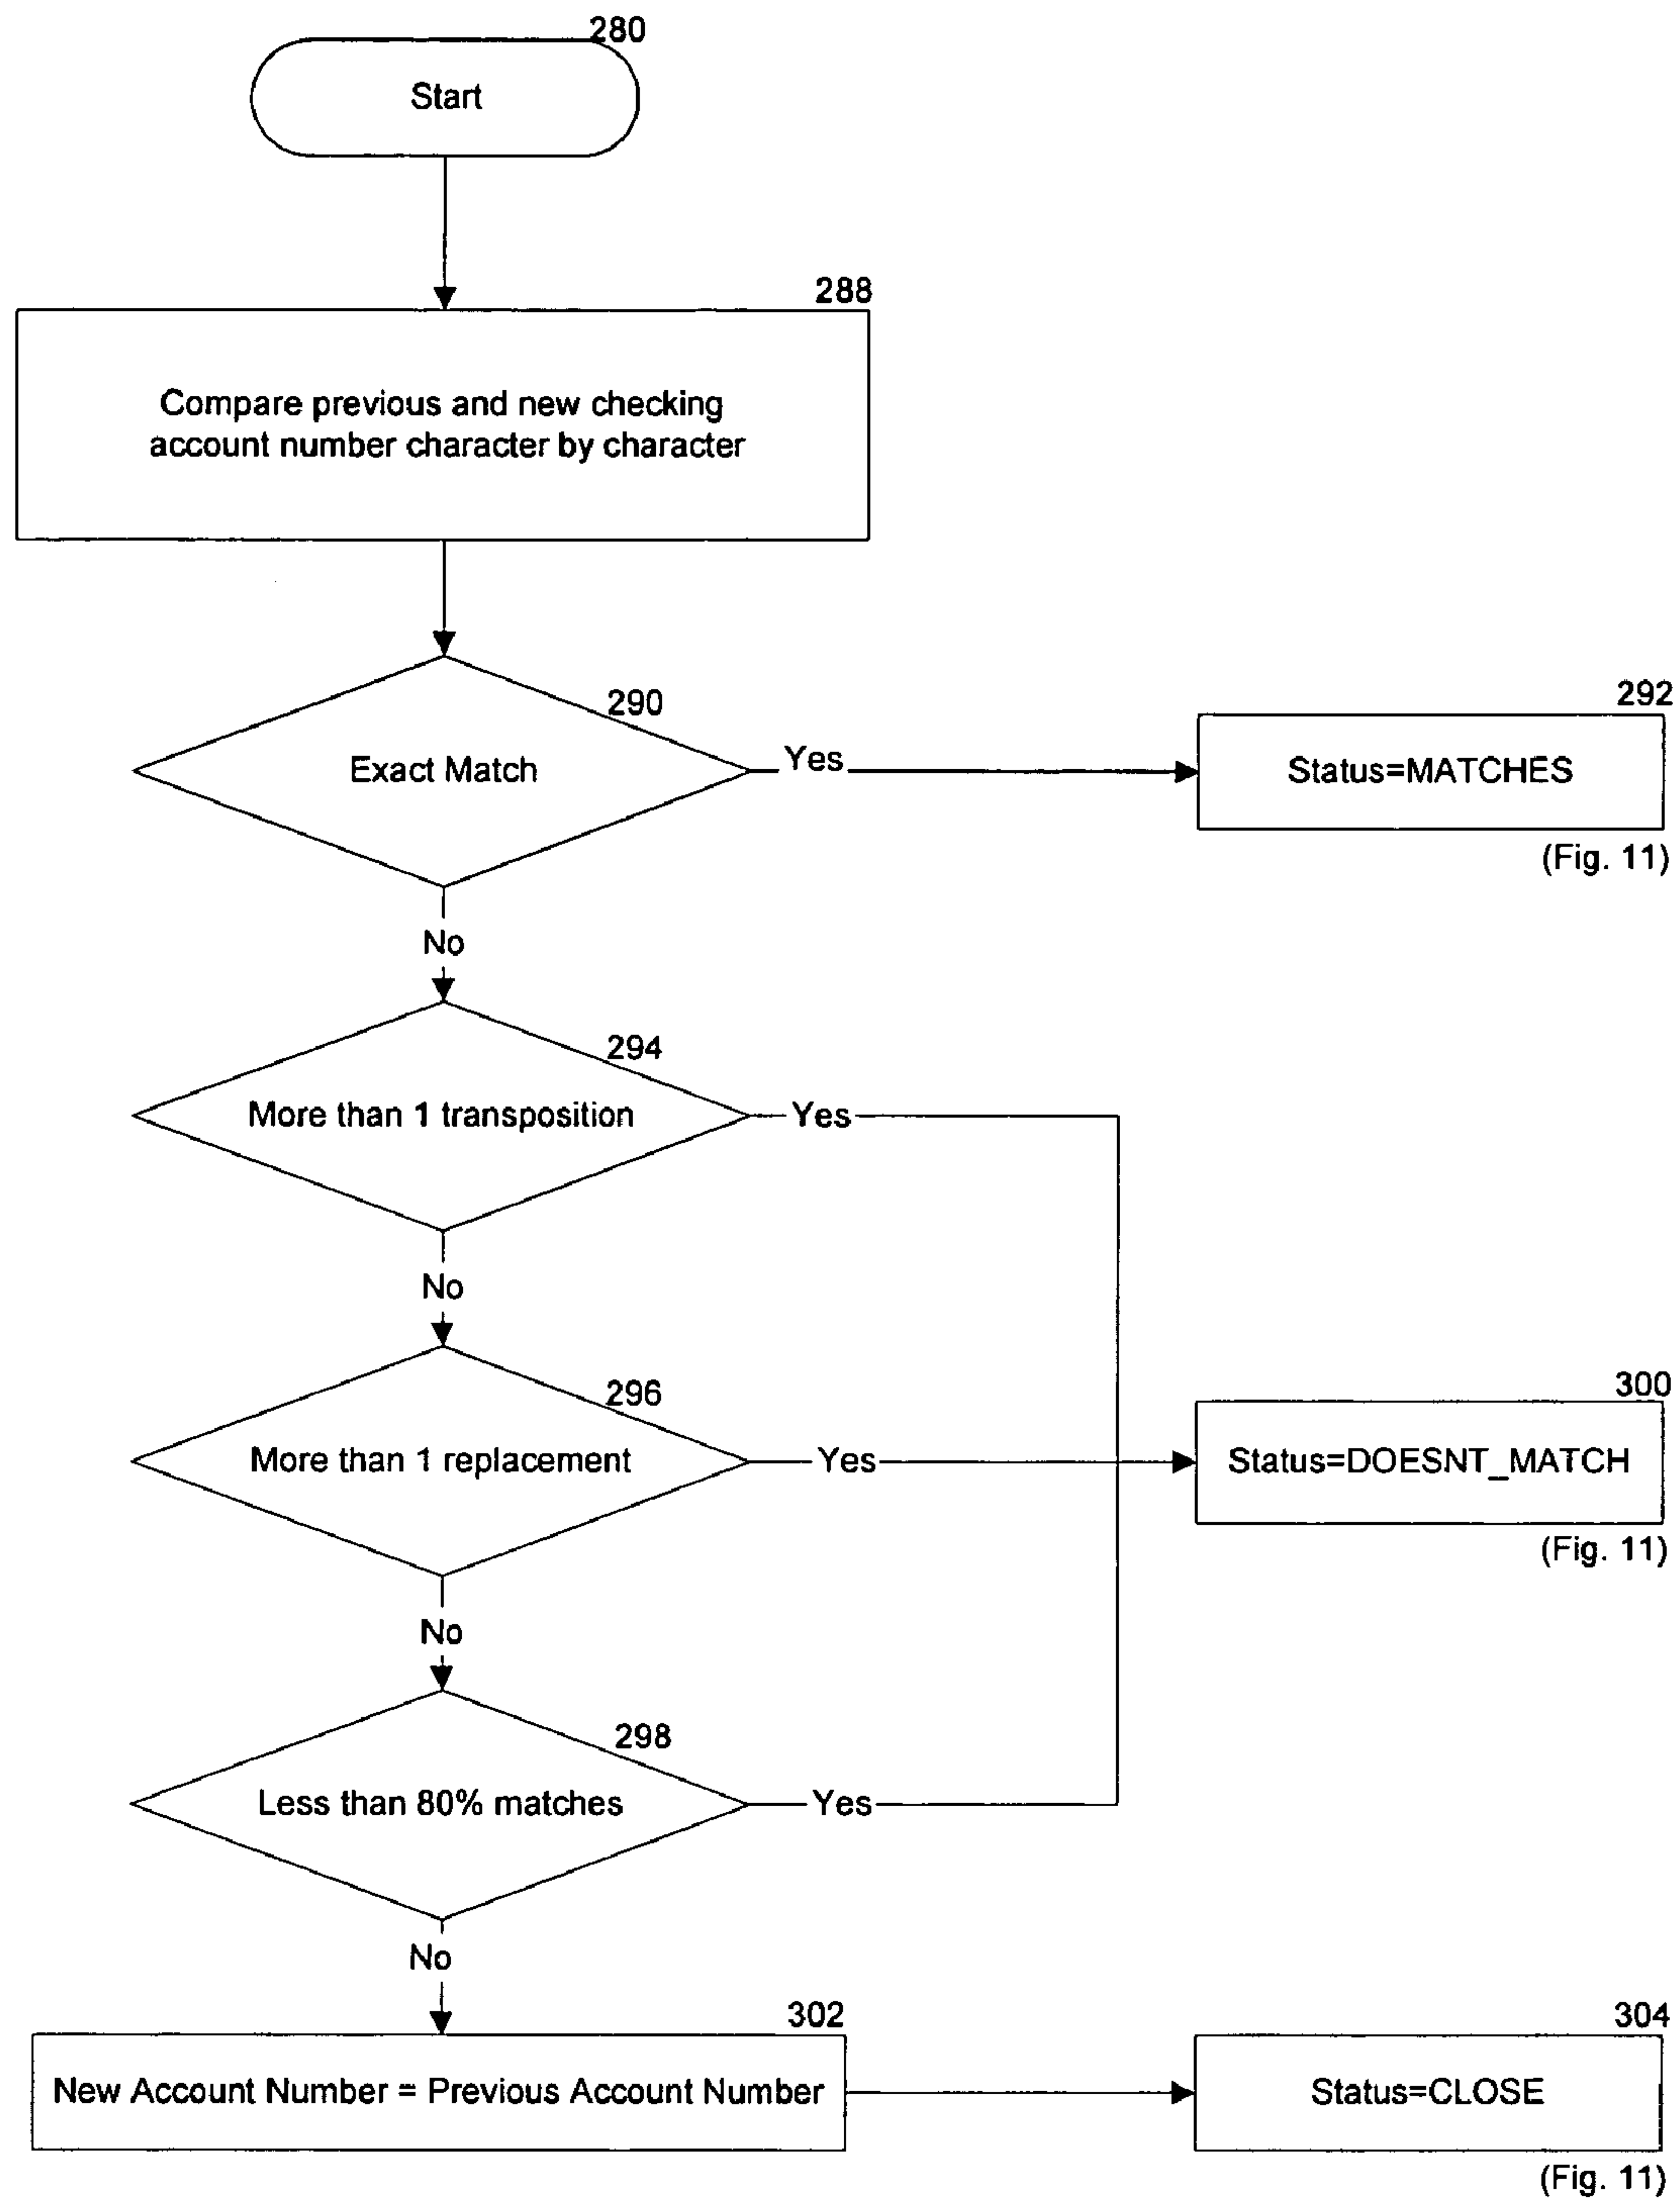 280
Start
288
Compare previous and new checking
account number character by character
290
Exact Match
Yes
292
Status=MATCHES
(Fig. 11)
No
294
More than 1 transposition
Yes
No
296
More than 1 replacement
Yes
300
Status=DOESNT_MATCH
(Fig. 11)
No
298
Less than 80% matches
Yes
No
302
New Account Number = Previous Account Number
304
Status=CLOSE
(Fig. 11)